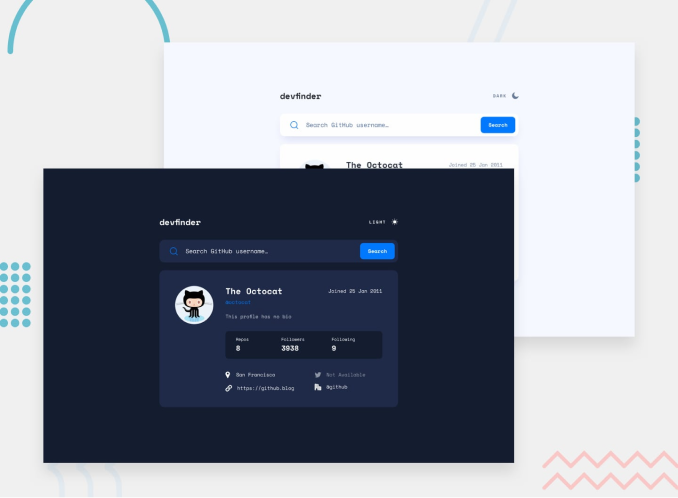 devfinder
DARK
Search GitHub username…
Search
The Octocat
Joined 25 Jan 2011
devfinder
LIGHT
Search GitHub username…
Search
The Octocat
Joined 25 Jan 2011
@octocat
This profile has no bio
Repos
Followers
Following
8
3938
9
San Francisco
Not Available
https://github.blog
@github